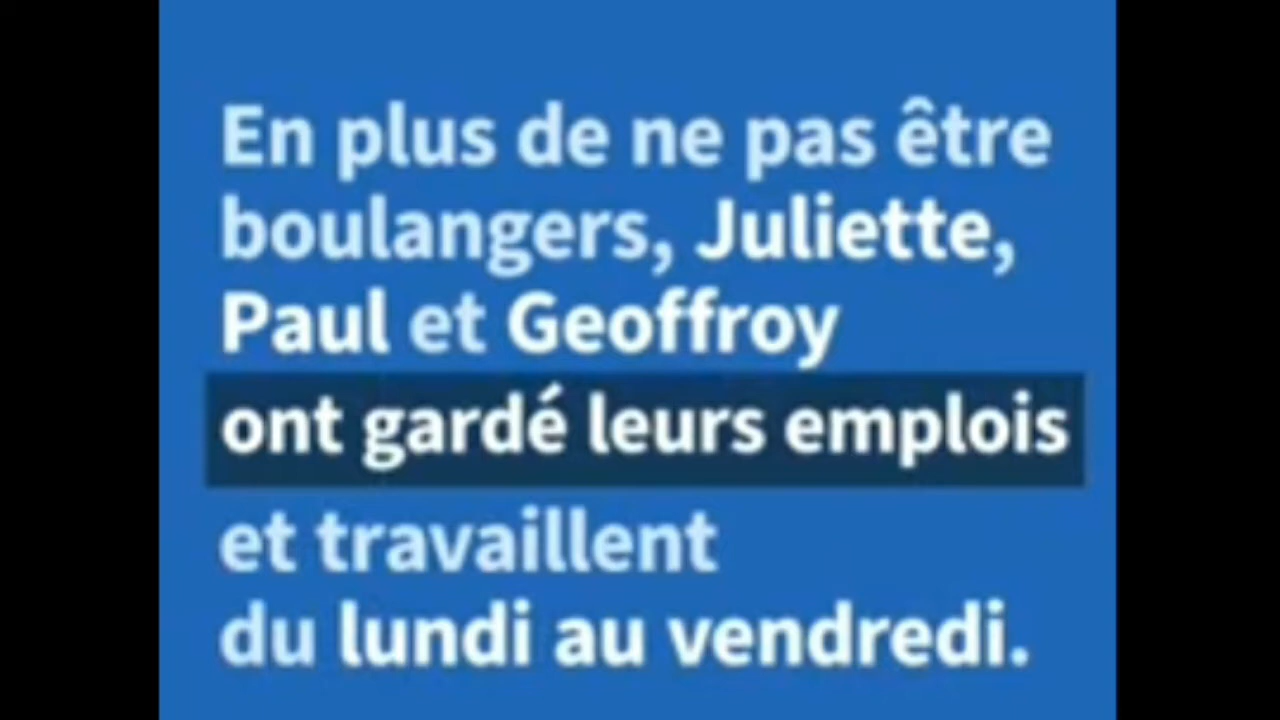 En plus de ne pas être
boulangers, Juliette,
Paul et Geoffroy
ont gardé leurs emplois
et travaillent
du lundi au vendredi.